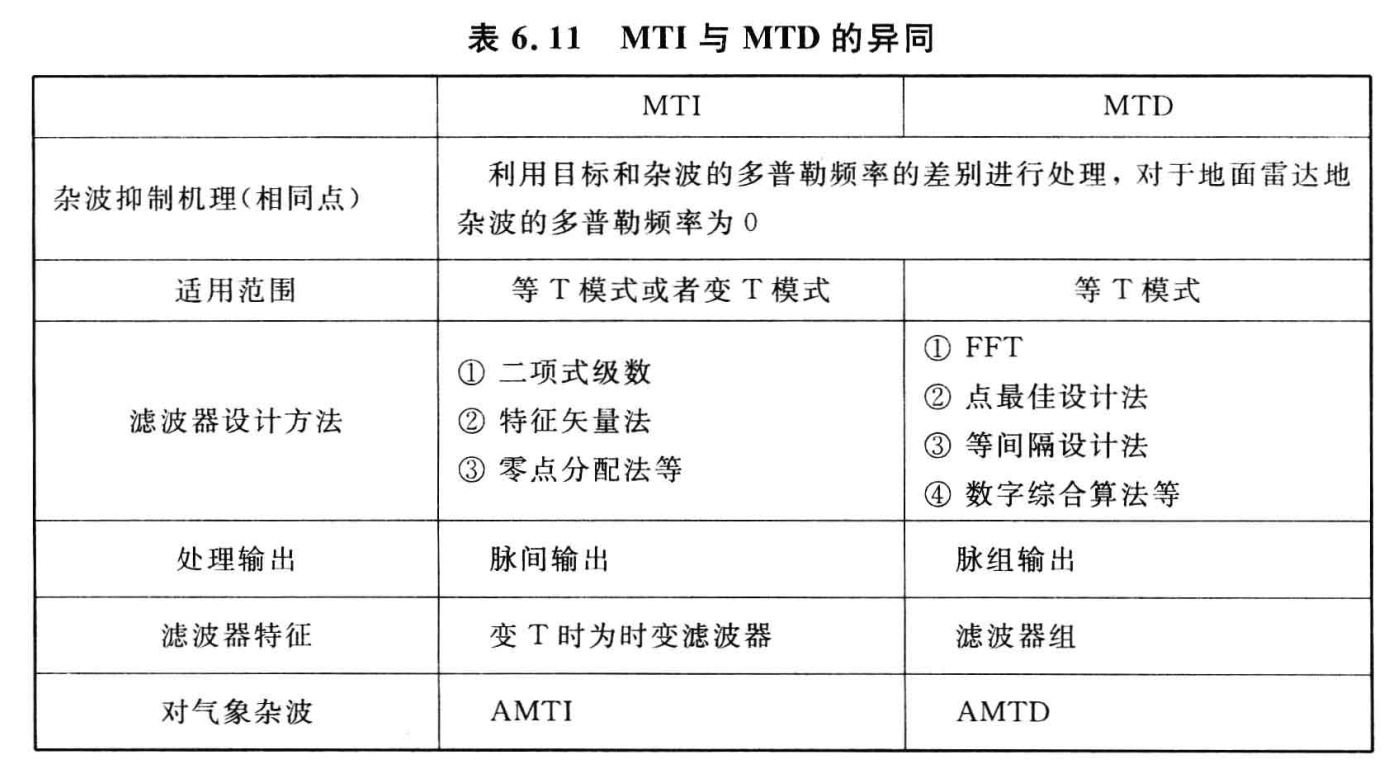 表 6.11 MTI 与 MTD 的异同
MTI MTD
杂波抑制机理(相同点) 利用目标和杂波的多普勒频率的差别进行处理，对于地面雷达地
杂波的多普勒频率为 0
适用范围 等 T 模式或者变 T 模式 等 T 模式
滤波器设计方法
① 二项式级数
② 特征矢量法
③ 零点分配法等
① FFT
② 点最佳设计法
③ 等间隔设计法
④ 数字综合算法等
处理输出 脉间输出 脉组输出
滤波器特征 变 T 时为时变滤波器 滤波器组
对气象杂波 AMTI AMTD